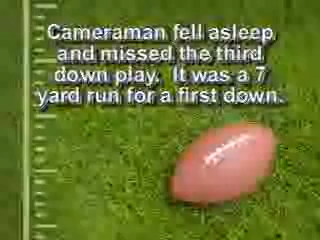 Cameraman fell asleep
and missed the third
down play. It was a 7
yard run for a first down.